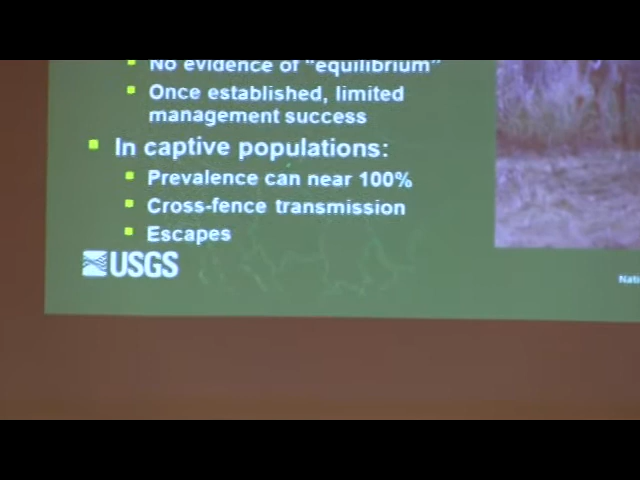 No evidence of "equilibrium"
Once established, limited
management success
In captive populations:
Prevalence can near 100%
Cross-fence transmission
Escapes
USGS
Nati